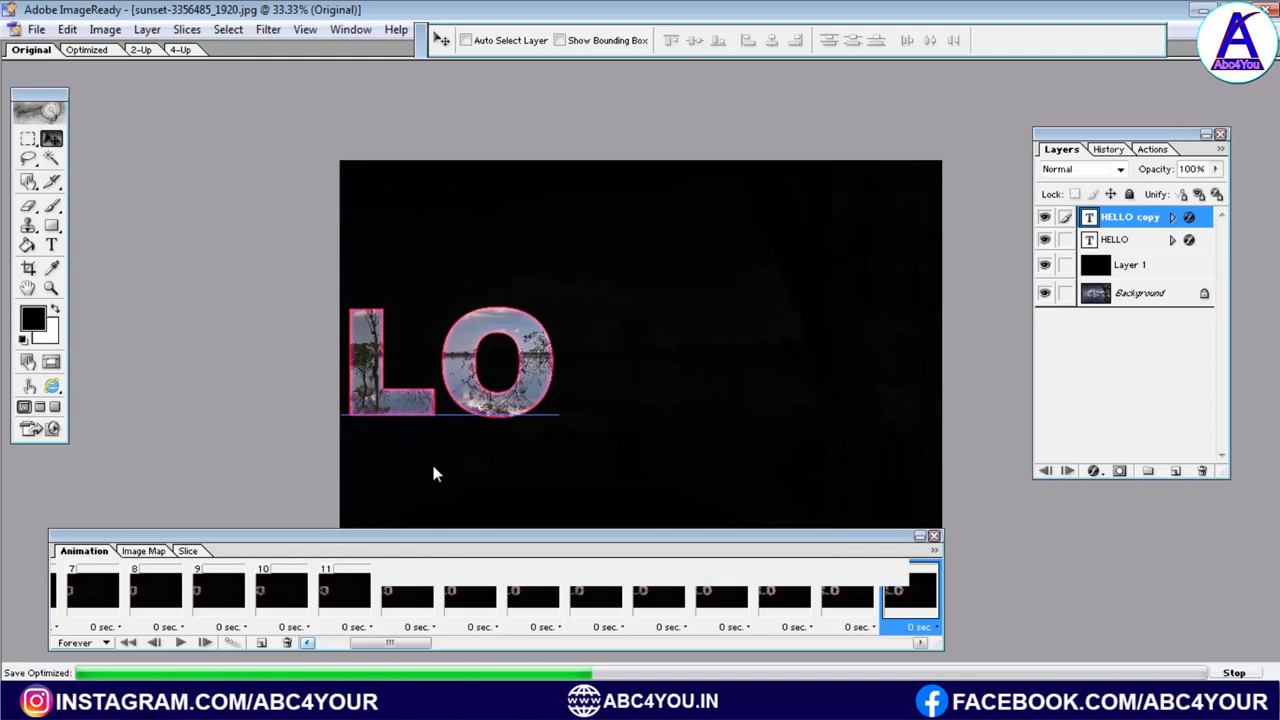 Adobe ImageReady - [sunset-3356485_1920.jpg @ 33.33% (Original)]
File Edit Image Layer Slices Select Filter View Window Help
Auto Select Layer Show Bounding Box
Original Optimized 2-Up 4-Up
A
Abc4You
Layers History Actions
Normal Opacity: 100%
Lock: Unify:
T HELLO copy
T HELLO
Layer 1
Background
LO
Animation Image Map Slice
7 8 9 10 11
0 sec. 0 sec. 0 sec. 0 sec. 0 sec. 0 sec. 0 sec. 0 sec. 0 sec. 0 sec. 0 sec. 0 sec. 0 sec. 0 sec.
Forever
Save Optimized: Stop
INSTAGRAM.COM/ABC4YOUR ABC4YOU.IN FACEBOOK.COM/ABC4YOUR